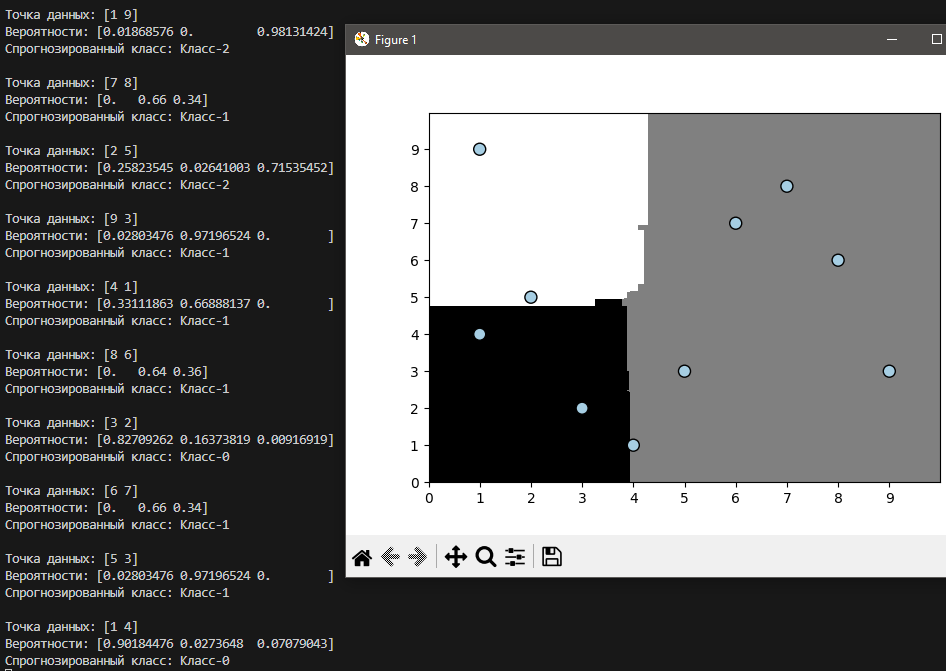 Точка данных: [1 9]
Вероятности: [0.01868576 0.         0.98131424]
Спрогнозированный класс: Класс-2
Точка данных: [7 8]
Вероятности: [0.   0.66 0.34]
Спрогнозированный класс: Класс-1
Точка данных: [2 5]
Вероятности: [0.25823545 0.02641003 0.71535452]
Спрогнозированный класс: Класс-2
Точка данных: [9 3]
Вероятности: [0.02803476 0.97196524 0.        ]
Спрогнозированный класс: Класс-1
Точка данных: [4 1]
Вероятности: [0.33111863 0.66888137 0.        ]
Спрогнозированный класс: Класс-1
Точка данных: [8 6]
Вероятности: [0.   0.64 0.36]
Спрогнозированный класс: Класс-1
Точка данных: [3 2]
Вероятности: [0.82709262 0.16373819 0.00916919]
Спрогнозированный класс: Класс-0
Точка данных: [6 7]
Вероятности: [0.   0.66 0.34]
Спрогнозированный класс: Класс-1
Точка данных: [5 3]
Вероятности: [0.02803476 0.97196524 0.        ]
Спрогнозированный класс: Класс-1
Точка данных: [1 4]
Вероятности: [0.90184476 0.0273648  0.07079043]
Спрогнозированный класс: Класс-0
Figure 1
9
8
7
6
5
4
3
2
1
0
0 1 2 3 4 5 6 7 8 9